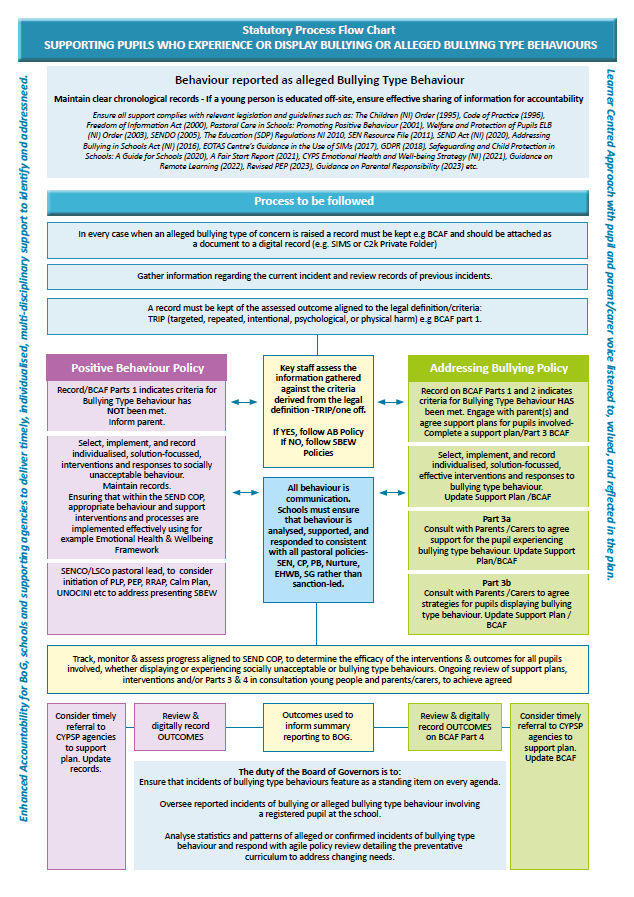 Statutory Process Flow Chart
SUPPORTING PUPILS WHO EXPERIENCE OR DISPLAY BULLYING OR ALLEGED BULLYING TYPE BEHAVIOURS
Enhanced Accountability for BoG, schools and supporting agencies to deliver timely, individualised, multi-disciplinary support to identify and addressneed.
Learner Centred Approach with pupil and parent/carer voice listened to, valued, and reflected in the plan.
Behaviour reported as alleged Bullying Type Behaviour
Maintain clear chronological records - If a young person is educated off-site, ensure effective sharing of information for accountability
Ensure all support complies with relevant legislation and guidelines such as: The Children (NI) Order (1995), Code of Practice (1996),
Freedom of Information Act (2000), Pastoral Care in Schools: Promoting Positive Behaviour (2001), Welfare and Protection of Pupils ELB
(NI) Order (2003), SENDO (2005), The Education (SDP) Regulations NI 2010, SEN Resource File (2011), SEND Act (NI) (2020), Addressing
Bullying in Schools Act (NI) (2016), EOTAS Centre's Guidance in the Use of SIMs (2017), GDPR (2018), Safeguarding and Child Protection in
Schools: A Guide for Schools (2020), A Fair Start Report (2021), CYPS Emotional Health and Well-being Strategy (NI) (2021), Guidance on
Remote Learning (2022), Revised PEP (2023), Guidance on Parental Responsibility (2023) etc.
Process to be followed
In every case when an alleged bullying type of concern is raised a record must be kept e.g BCAF and should be attached as
a document to a digital record (e.g. SIMS or C2k Private Folder)
Gather information regarding the current incident and review records of previous incidents.
A record must be kept of the assessed outcome aligned to the legal definition/criteria:
TRIP (targeted, repeated, intentional, psychological, or physical harm) e.g BCAF part 1.
Positive Behaviour Policy
Record/BCAF Parts 1 indicates criteria for
Bullying Type Behaviour has
NOT been met.
Inform parent.
Select, implement, and record
individualised, solution-focussed,
interventions and responses to socially
unacceptable behaviour.
Maintain records.
Ensuring that within the SEND COP,
appropriate behaviour and support
interventions and processes are
implemented effectively using for
example Emotional Health & Wellbeing
Framework
SENCO/LSCo pastoral lead, to consider
initiation of PLP, PEP, RRAP, Calm Plan,
UNOCINI etc to address presenting SBEW
Key staff assess the
information gathered
against the criteria
derived from the legal
definition -TRIP/one off.
If YES, follow AB Policy
If NO, follow SBEW
Policies
All behaviour is
communication.
Schools must ensure
that behaviour is
analysed, supported, and
responded to consistent
with all pastoral policies-
SEN, CP, PB, Nurture,
EHWB, SG rather than
sanction-led.
Addressing Bullying Policy
Record on BCAF Parts 1 and 2 indicates
criteria for Bullying Type Behaviour HAS
been met. Engage with parent(s) and
agree support plans for pupils involved-
Complete a support plan/Part 3 BCAF
Select, implement, and record
individualised, solution-focussed,
effective interventions and responses to
bullying type behaviour.
Update Support Plan /BCAF
Part 3a
Consult with Parents /Carers to agree
support for the pupil experiencing
bullying type behaviour. Update Support
Plan/BCAF
Part 3b
Consult with Parents /Carers to agree
strategies for pupils displaying bullying
type behaviour. Update Support Plan /
BCAF
Track, monitor & assess progress aligned to SEND COP, to determine the efficacy of the interventions & outcomes for all pupils
involved, whether displaying or experiencing socially unacceptable or bullying type behaviours. Ongoing review of support plans,
interventions and/or Parts 3 & 4 in consultation young people and parents/carers, to achieve agreed
Consider timely
referral to
CYPSP agencies
to support
plan. Update
records.
Review &
digitally record
OUTCOMES
Outcomes used to
inform summary
reporting to BOG.
Review & digitally
record OUTCOMES
on BCAF Part 4
Consider timely
referral to CYPSP
agencies to
support plan.
Update BCAF
The duty of the Board of Governors is to:
Ensure that incidents of bullying type behaviours feature as a standing item on every agenda.
Oversee reported incidents of bullying or alleged bullying type behaviour involving
a registered pupil at the school.
Analyse statistics and patterns of alleged or confirmed incidents of bullying type
behaviour and respond with agile policy review detailing the preventative
curriculum to address changing needs.